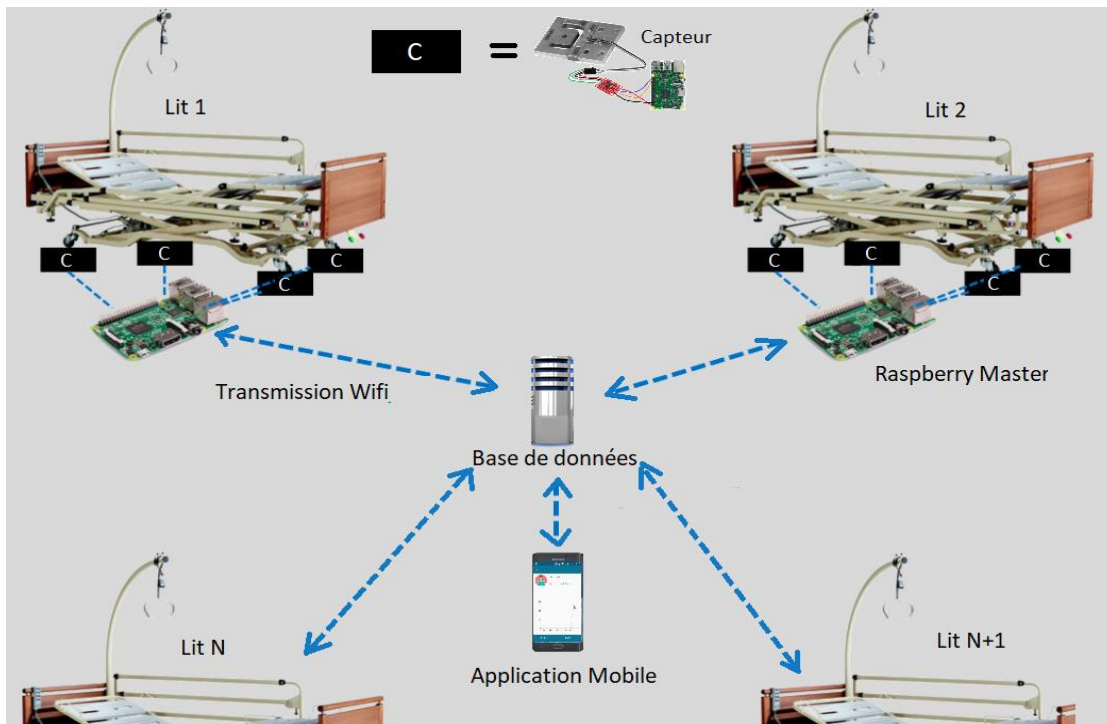 C
=
Capteur
Lit 1
Lit 2
C
C
C
C
C
C
C
C
Transmission Wifi
Raspberry Master
Base de données
Lit N
Lit N+1
Application Mobile